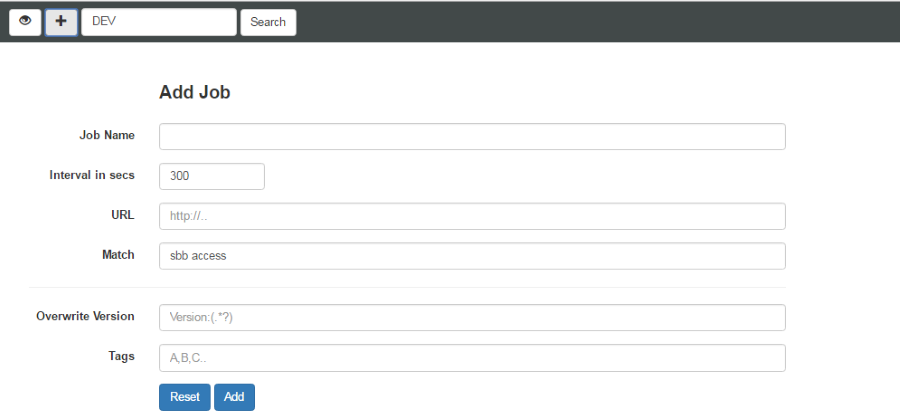 DEV Search
Add Job
Job Name
Interval in secs 300
URL http://..
Match sbb access
Overwrite Version Version:(.*?)
Tags A,B,C..
Reset Add